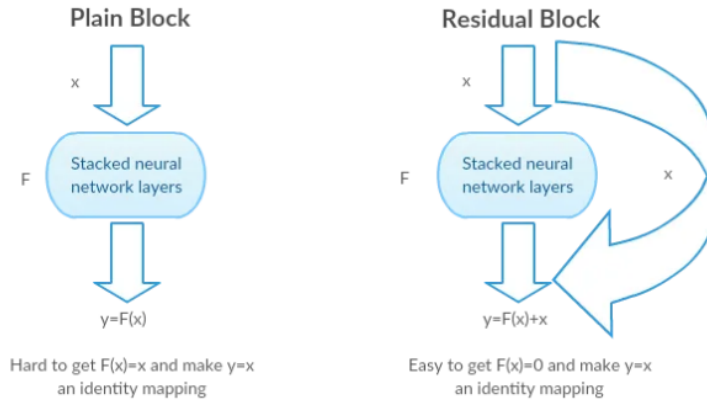 Plain Block
x
F
Stacked neural
network layers
y=F(x)
Hard to get F(x)=x and make y=x
an identity mapping
Residual Block
x
F
Stacked neural
network layers
x
y=F(x)+x
Easy to get F(x)=0 and make y=x
an identity mapping